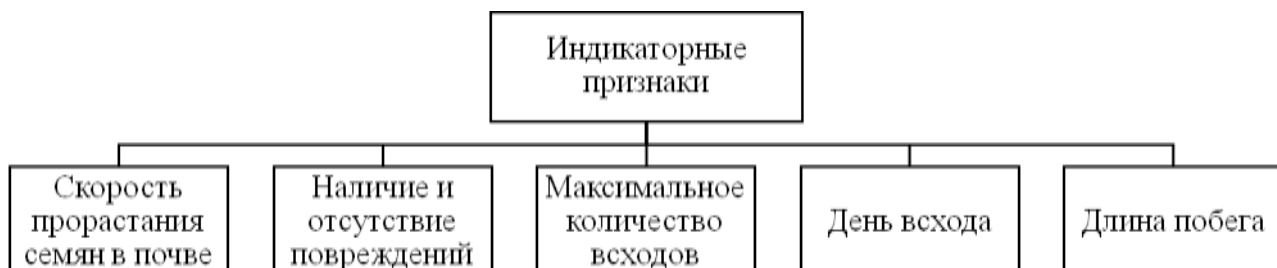 Индикаторные
признаки
Скорость
прорастания
семян в почве
Наличие и
отсутствие
повреждений
Максимальное
количество
всходов
День всхода
Длина побега